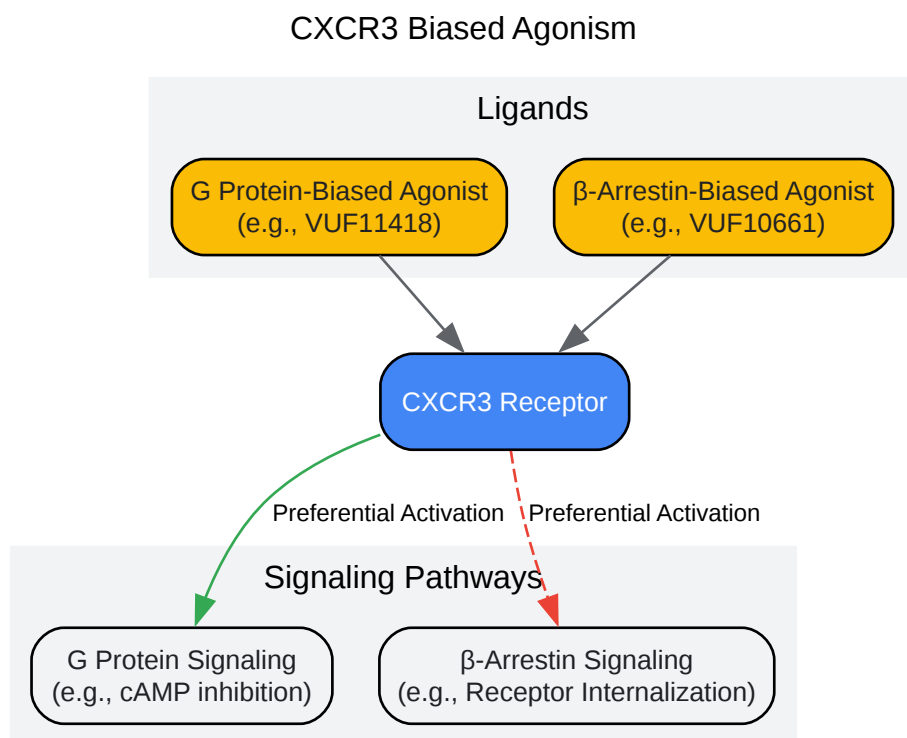 CXCR3 Biased Agonism
Ligands
G Protein-Biased Agonist
(e.g., VUF11418)
β-Arrestin-Biased Agonist
(e.g., VUF10661)
CXCR3 Receptor
Preferential Activation
Preferential Activation
Signaling Pathways
G Protein Signaling
(e.g., cAMP inhibition)
β-Arrestin Signaling
(e.g., Receptor Internalization)